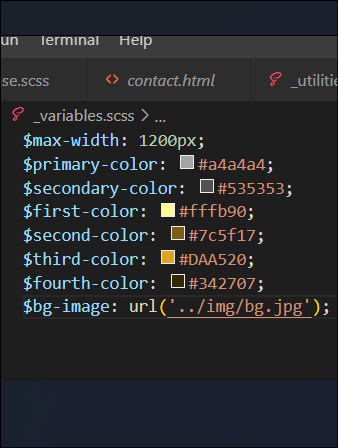 un Terminal Help
se.scss <> contact.html _utilitie
_variables.scss > ...
$max-width: 1200px;
$primary-color: #a4a4a4;
$secondary-color: #535353;
$first-color: #fffb90;
$second-color: #7c5f17;
$third-color: #DAA520;
$fourth-color: #342707;
$bg-image: url('../img/bg.jpg');